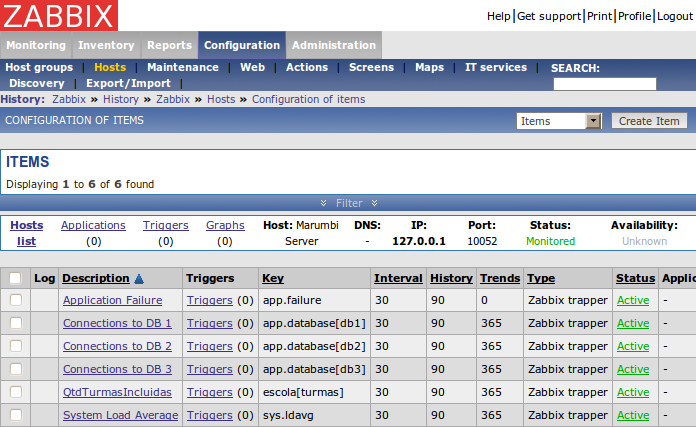 ZABBIX
Help|Get support|Print|Profile|Logout
Monitoring Inventory Reports Configuration Administration
Host groups | Hosts | Maintenance | Web | Actions | Screens | Maps | IT services | SEARCH:
Discovery | Export/Import |
History: Zabbix » History » Zabbix » Hosts » Configuration of items
CONFIGURATION OF ITEMS Items Create Item
ITEMS
Displaying 1 to 6 of 6 found
Filter
Hosts list Applications (0) Triggers (0) Graphs (0) Host: Marumbi Server DNS: - IP: 127.0.0.1 Port: 10052 Status: Monitored Availability: Unknown
Log Description Triggers Key Interval History Trends Type Status Applic
Application Failure Triggers (0) app.failure 30 90 0 Zabbix trapper Active -
Connections to DB 1 Triggers (0) app.database[db1] 30 90 365 Zabbix trapper Active -
Connections to DB 2 Triggers (0) app.database[db2] 30 90 365 Zabbix trapper Active -
Connections to DB 3 Triggers (0) app.database[db3] 30 90 365 Zabbix trapper Active -
QtdTurmasIncluidas Triggers (0) escola[turmas] 30 90 365 Zabbix trapper Active -
System Load Average Triggers (0) sys.ldavg 30 90 365 Zabbix trapper Active -